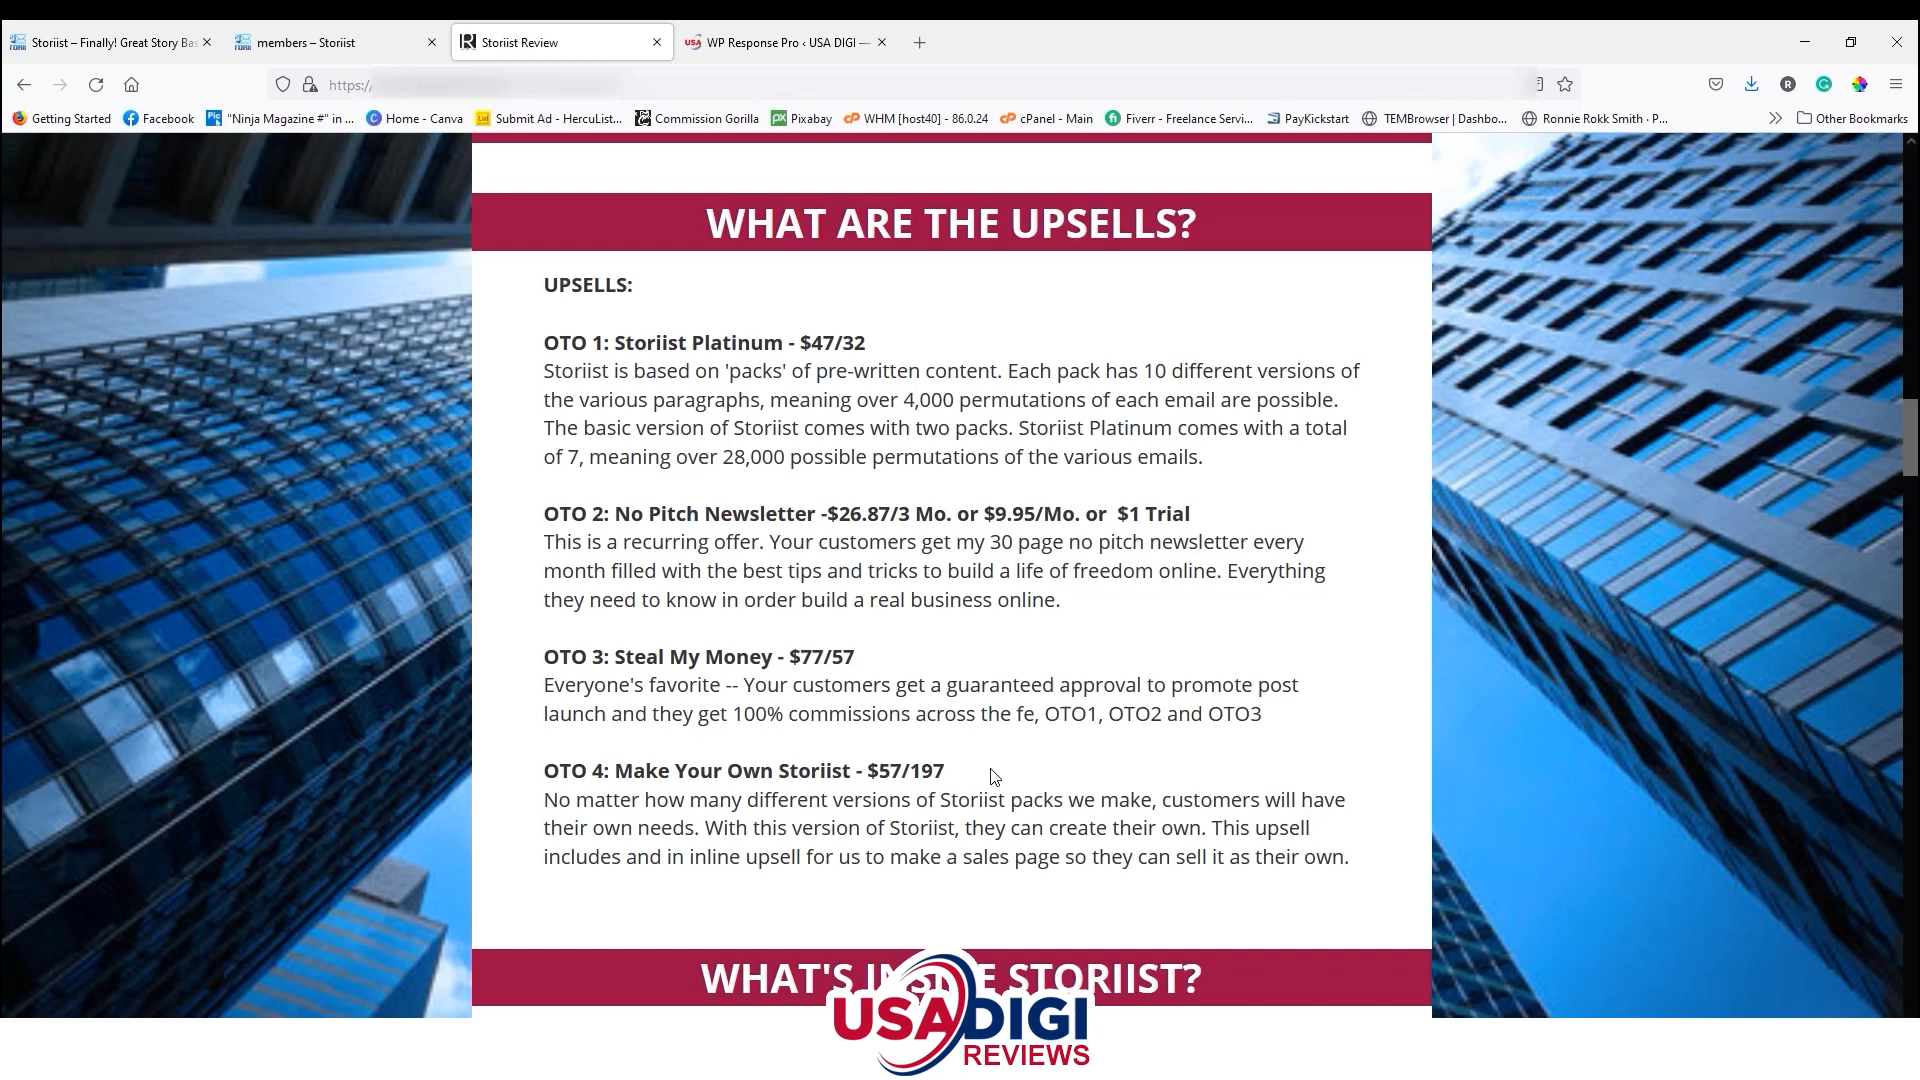 Storiist – Finally! Great Story Bas
members – Storiist
Storiist Review
WP Response Pro ‹ USA DIGI —
https:/
Getting Started
Facebook
"Ninja Magazine #" in ...
Home - Canva
Submit Ad - HercuList...
Commission Gorilla
Pixabay
WHM [host40] - 86.0.24
cPanel - Main
Fiverr - Freelance Servi...
PayKickstart
TEMBrowser | Dashbo...
Ronnie Rokk Smith · P...
Other Bookmarks
WHAT ARE THE UPSELLS?
UPSELLS:
OTO 1: Storiist Platinum - $47/32
Storiist is based on 'packs' of pre-written content. Each pack has 10 different versions of
the various paragraphs, meaning over 4,000 permutations of each email are possible.
The basic version of Storiist comes with two packs. Storiist Platinum comes with a total
of 7, meaning over 28,000 possible permutations of the various emails.
OTO 2: No Pitch Newsletter -$26.87/3 Mo. or $9.95/Mo. or $1 Trial
This is a recurring offer. Your customers get my 30 page no pitch newsletter every
month filled with the best tips and tricks to build a life of freedom online. Everything
they need to know in order build a real business online.
OTO 3: Steal My Money - $77/57
Everyone's favorite -- Your customers get a guaranteed approval to promote post
launch and they get 100% commissions across the fe, OTO1, OTO2 and OTO3
OTO 4: Make Your Own Storiist - $57/197
No matter how many different versions of Storiist packs we make, customers will have
their own needs. With this version of Storiist, they can create their own. This upsell
includes and in inline upsell for us to make a sales page so they can sell it as their own.
WHAT'S INSIDE STORIIST?
USADIGI
REVIEWS